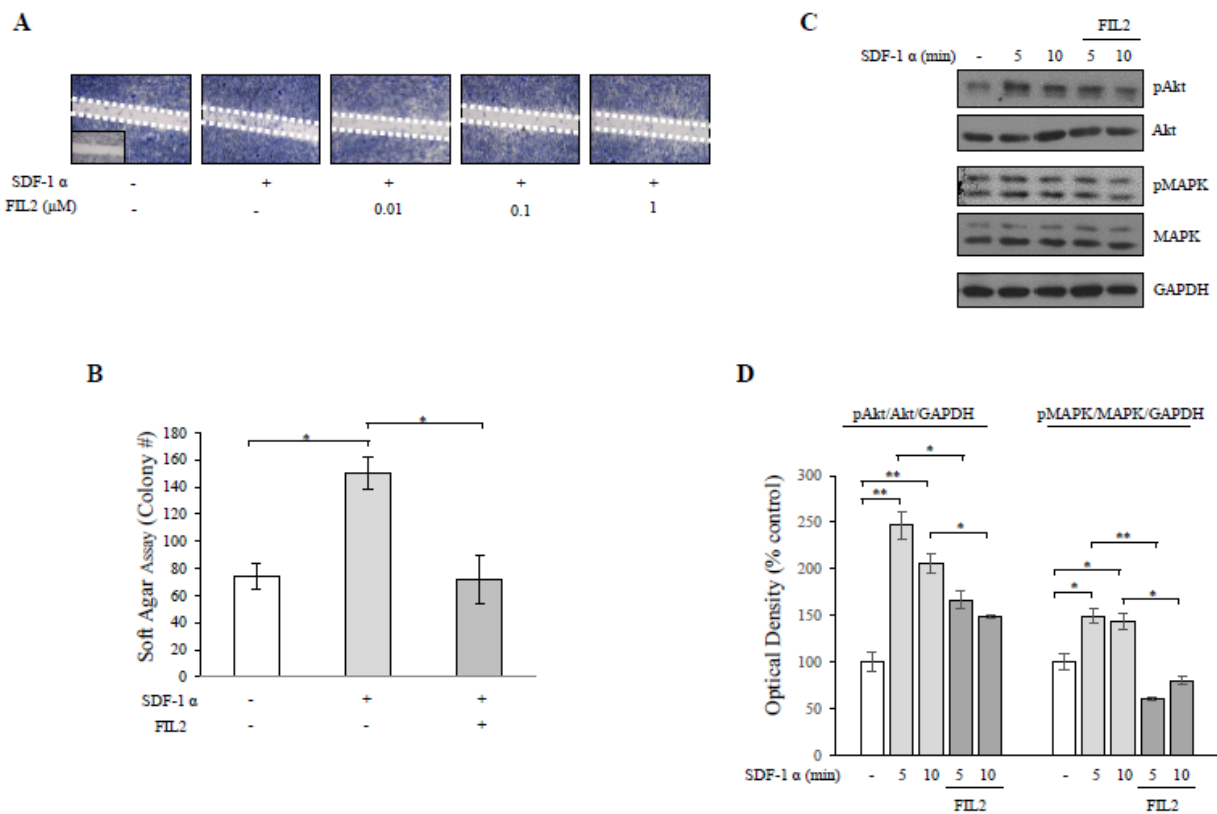 A
SDF-1 α - + + + +
FIL2 (µM) - - 0.01 0.1 1
C
FIL2
SDF-1 α (min) - 5 10 5 10
pAkt
Akt
pMAPK
MAPK
GAPDH
B
* *
Soft Agar Assay (Colony #)
180
160
140
120
100
80
60
40
20
0
SDF-1 α - + +
FIL2 - - +
D
pAkt/Akt/GAPDH pMAPK/MAPK/GAPDH
Optical Density (% control)
300
250
200
150
100
50
0
* ** ** * ** * * *
SDF-1 α (min) - 5 10 5 10 - 5 10 5 10
FIL2 FIL2